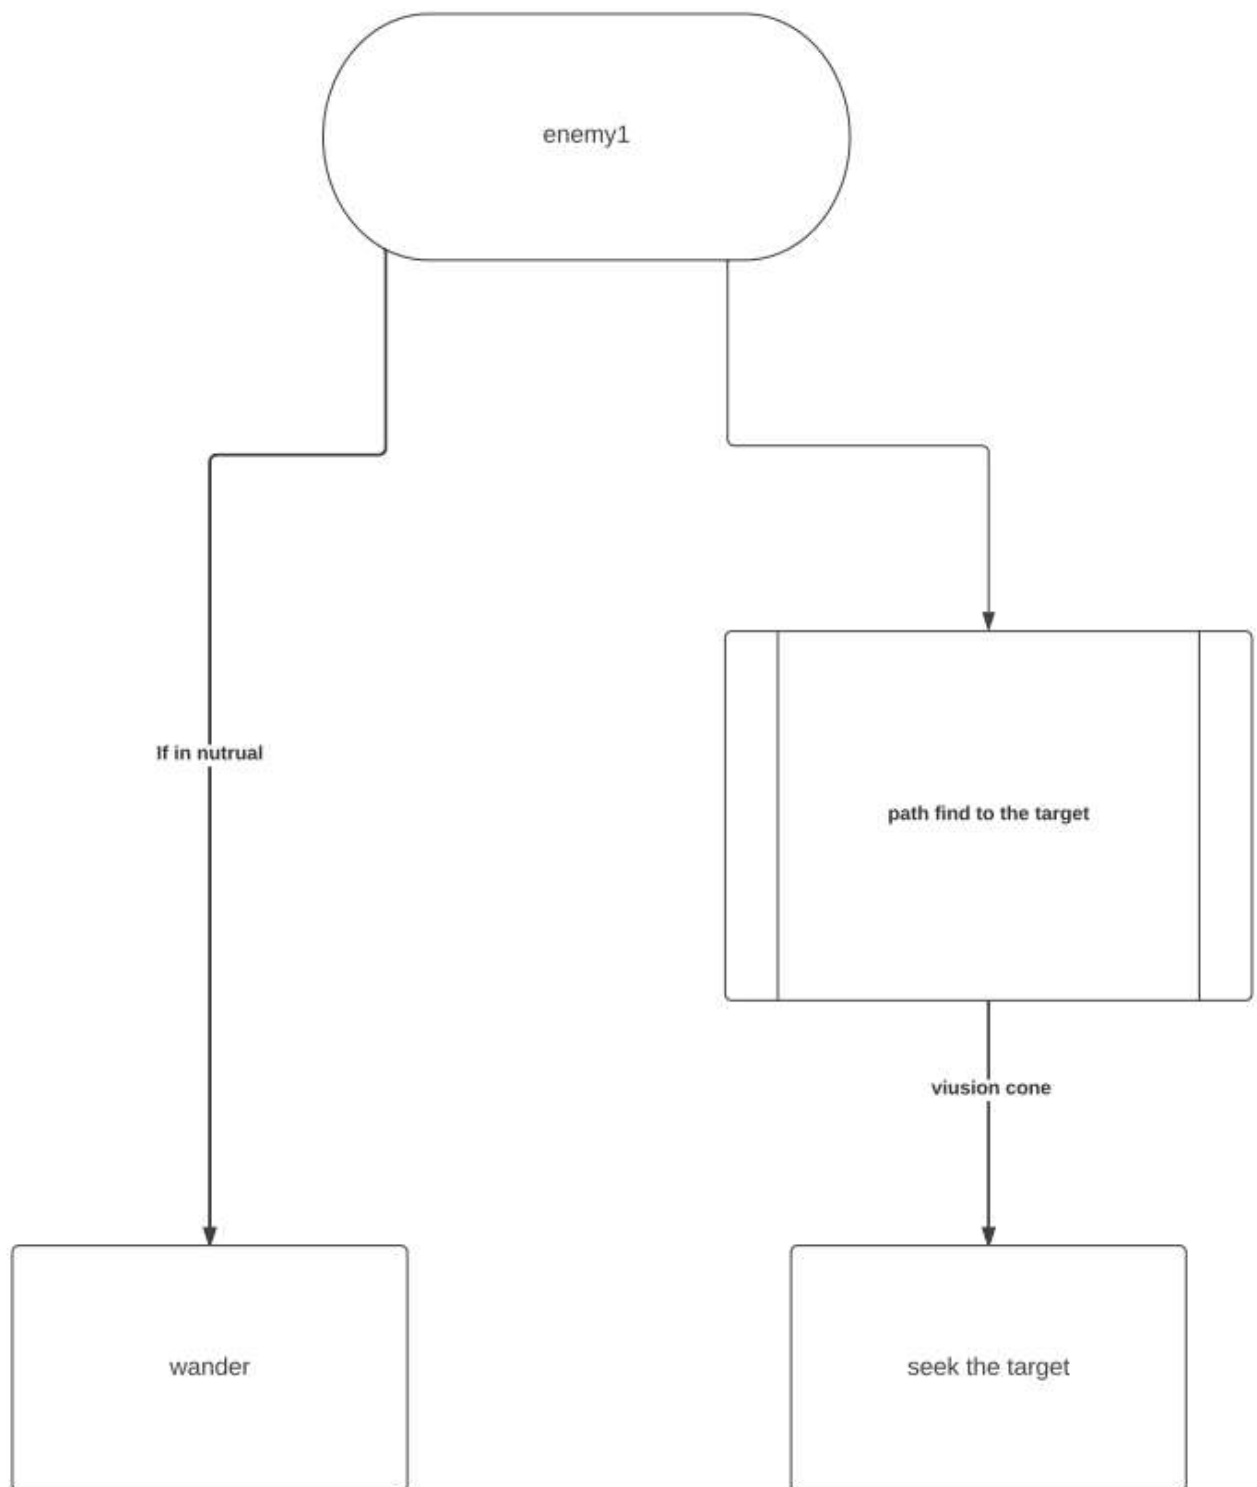 enemy1
If in nutrual
path find to the target
viusion cone
wander
seek the target